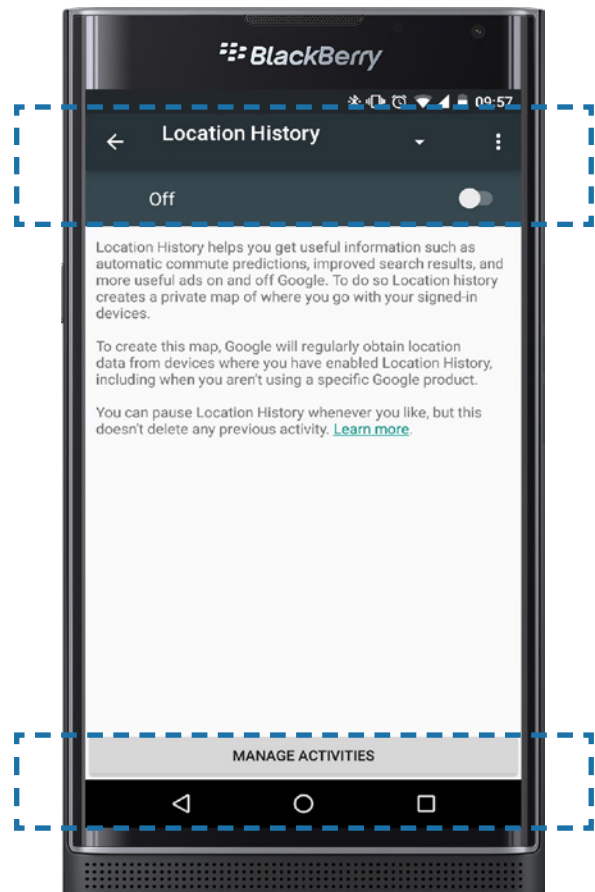 BlackBerry
09:57
Location History
Off
Location History helps you get useful information such as
automatic commute predictions, improved search results, and
more useful ads on and off Google. To do so Location history
creates a private map of where you go with your signed-in
devices.
To create this map, Google will regularly obtain location
data from devices where you have enabled Location History,
including when you aren't using a specific Google product.
You can pause Location History whenever you like, but this
doesn't delete any previous activity. Learn more.
MANAGE ACTIVITIES